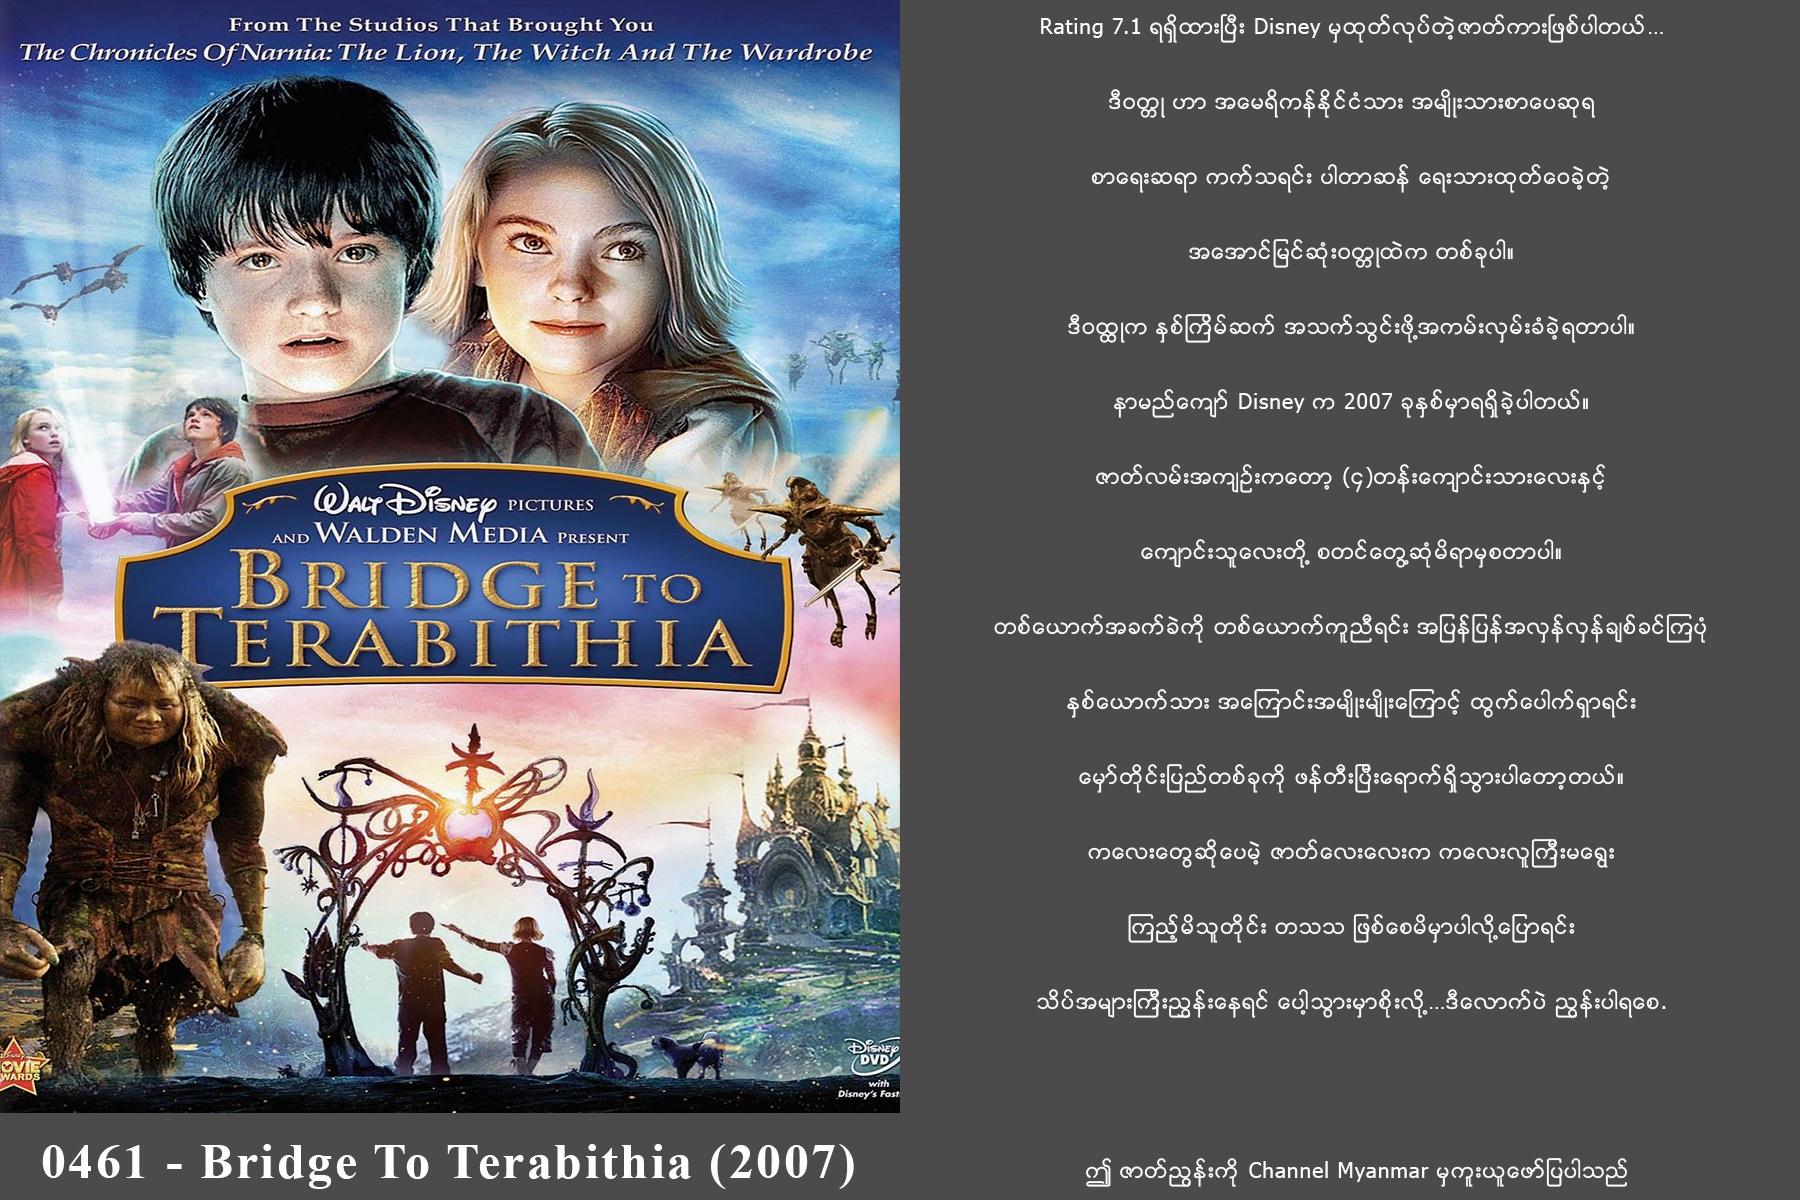 From The Studios That Brought You
The Chronicles Of Narnia: The Lion, The Witch And The Wardrobe
WALT DISNEY PICTURES
AND WALDEN MEDIA PRESENT
BRIDGE TO
TERABITHIA
Disney
MOVIE
AWARDS
DISNEY
DVD
with
Disney's Fast
0461 - Bridge To Terabithia (2007)
Rating 7.1 ရရှိထားပြီး Disney မှထုတ်လုပ်တဲ့ဇာတ်ကားဖြစ်ပါတယ်…
ဒီဝတ္တု ဟာ အမေရိကန်နိုင်ငံသား အမျိုးသားစာပေဆုရ
စာရေးဆရာ ကက်သရင်း ပါတာဆန် ရေးသားထုတ်ဝေခဲ့တဲ့
အအောင်မြင်ဆုံးဝတ္တုထဲက တစ်ခုပါ။
ဒီဝထ္ထုက နှစ်ကြိမ်ဆက် အသက်သွင်းဖို့အကမ်းလှမ်းခံခဲ့ရတာပါ။
နာမည်ကျော် Disney က 2007 ခုနှစ်မှာရရှိခဲ့ပါတယ်။
ဇာတ်လမ်းအကျဉ်းကတော့ (၄)တန်းကျောင်းသားလေးနှင့်
ကျောင်းသူလေးတို့ စတင်တွေ့ဆုံမိရာမှစတာပါ။
တစ်ယောက်အခက်ခဲကို တစ်ယောက်ကူညီရင်း အပြန်ပြန်အလှန်လှန်ချစ်ခင်ကြပုံ
နှစ်ယောက်သား အကြောင်းအမျိုးမျိုးကြောင့် ထွက်ပေါက်ရှာရင်း
မှော်တိုင်းပြည်တစ်ခုကို ဖန်တီးပြီးရောက်ရှိသွားပါတော့တယ်။
ကလေးတွေဆိုပေမဲ့ ဇာတ်လေးလေးက ကလေးလူကြီးမရွေး
ကြည့်မိသူတိုင်း တသသ ဖြစ်စေမိမှာပါလို့ပြောရင်း
သိပ်အများကြီးညွှန်းနေရင် ပေါ့သွားမှာစိုးလို့…ဒီလောက်ပဲ ညွှန်းပါရစေ.
ဤ ဇာတ်ညွှန်းကို Channel Myanmar မှကူးယူဖော်ပြပါသည်